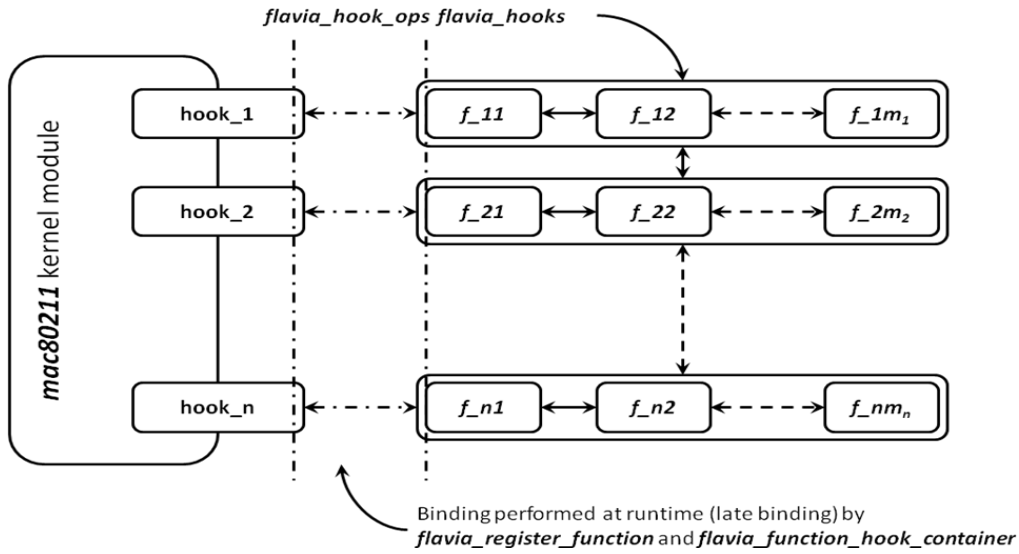 flavia_hook_ops flavia_hooks
mac80211 kernel module
hook_1
f_11
f_12
f_1m₁
hook_2
f_21
f_22
f_2m₂
hook_n
f_n1
f_n2
f_nmₙ
Binding performed at runtime (late binding) by
flavia_register_function and flavia_function_hook_container